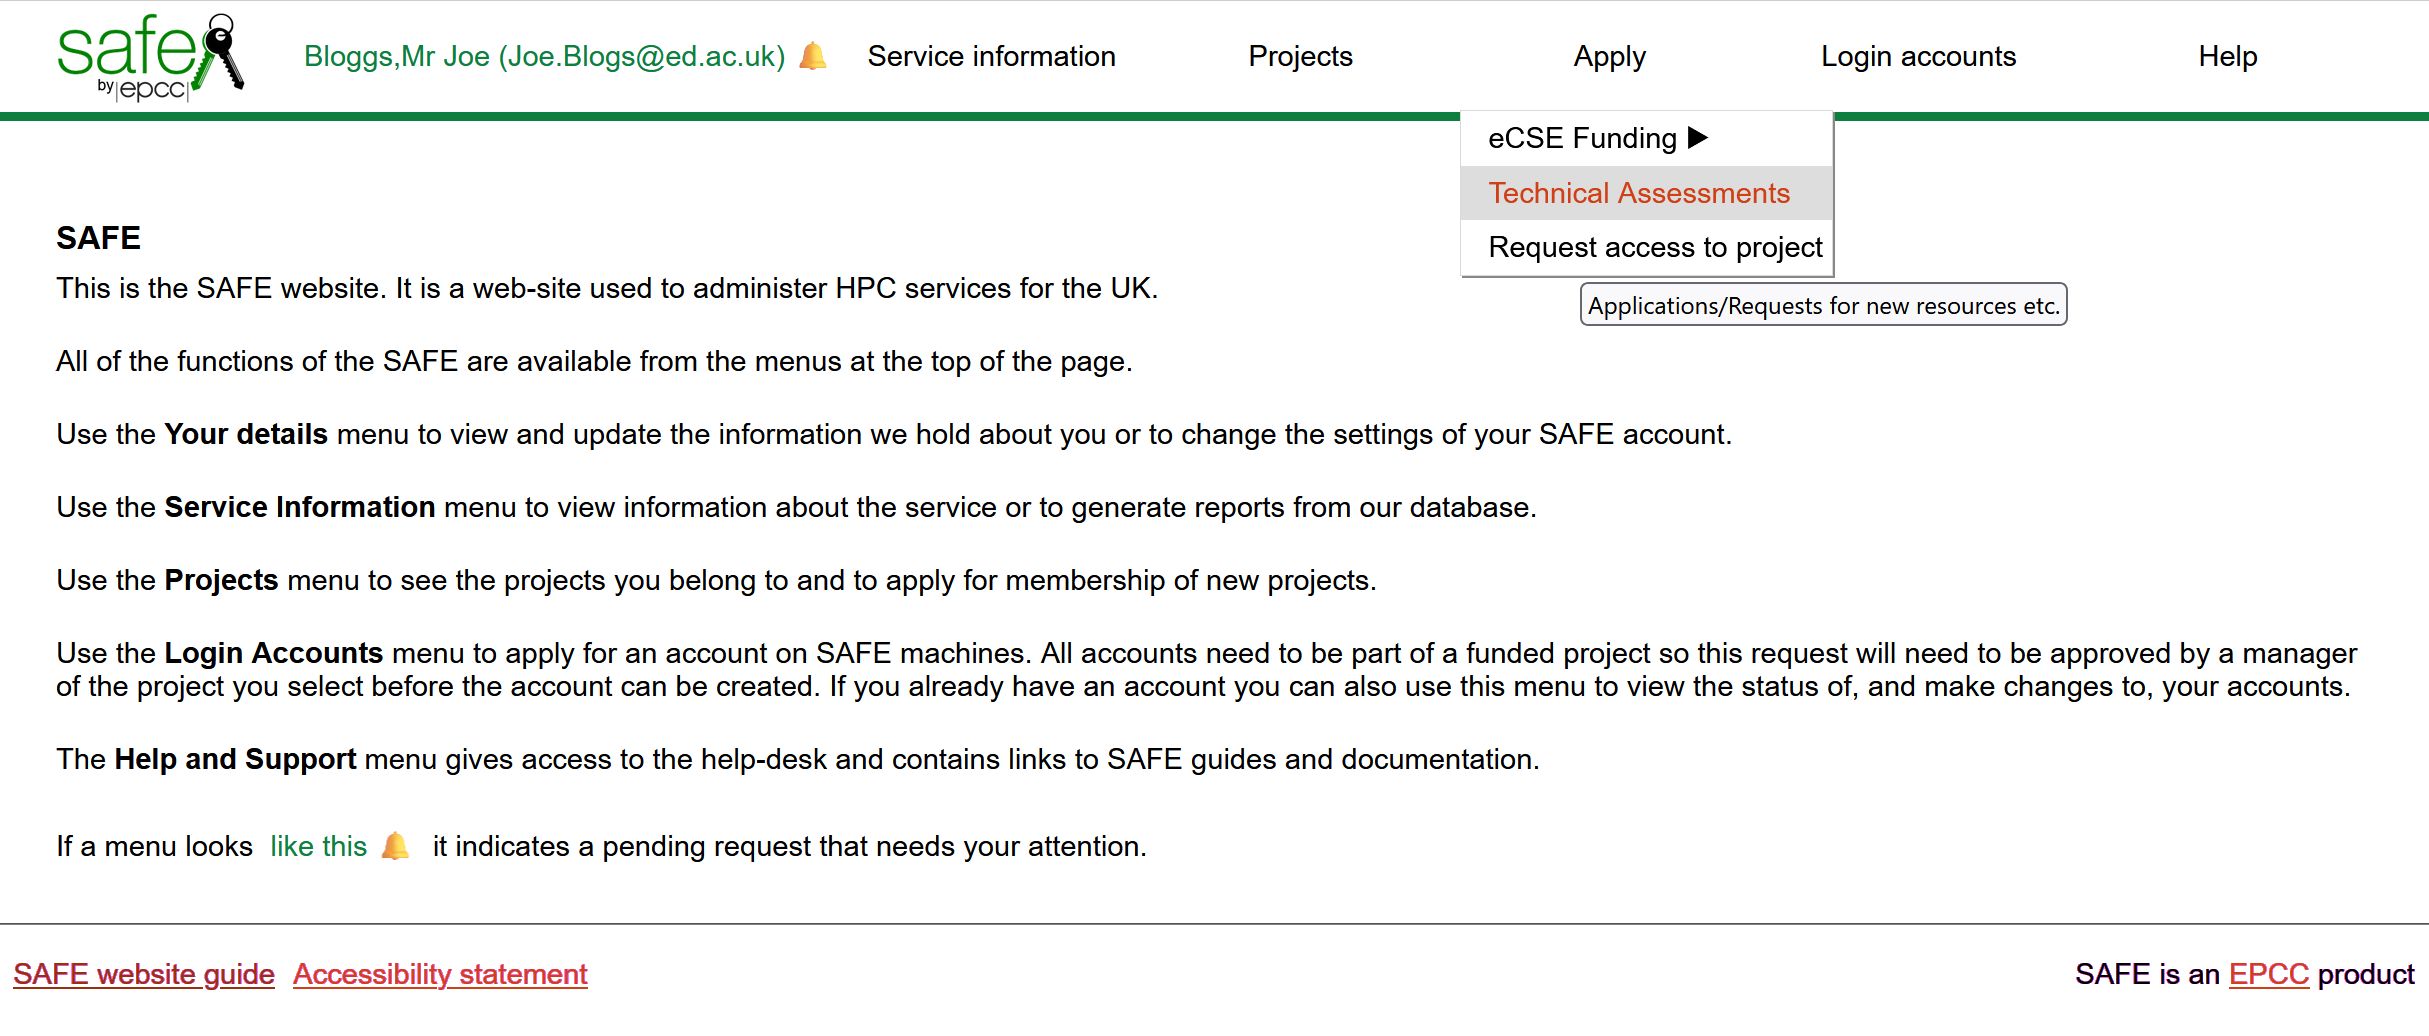 safe
by |epcc|
Bloggs,Mr Joe (Joe.Blogs@ed.ac.uk) 🔔 Service information Projects Apply Login accounts Help
eCSE Funding ▶
Technical Assessments
Request access to project
Applications/Requests for new resources etc.
SAFE
This is the SAFE website. It is a web-site used to administer HPC services for the UK.
All of the functions of the SAFE are available from the menus at the top of the page.
Use the Your details menu to view and update the information we hold about you or to change the settings of your SAFE account.
Use the Service Information menu to view information about the service or to generate reports from our database.
Use the Projects menu to see the projects you belong to and to apply for membership of new projects.
Use the Login Accounts menu to apply for an account on SAFE machines. All accounts need to be part of a funded project so this request will need to be approved by a manager
of the project you select before the account can be created. If you already have an account you can also use this menu to view the status of, and make changes to, your accounts.
The Help and Support menu gives access to the help-desk and contains links to SAFE guides and documentation.
If a menu looks like this 🔔 it indicates a pending request that needs your attention.
SAFE website guide Accessibility statement SAFE is an EPCC product